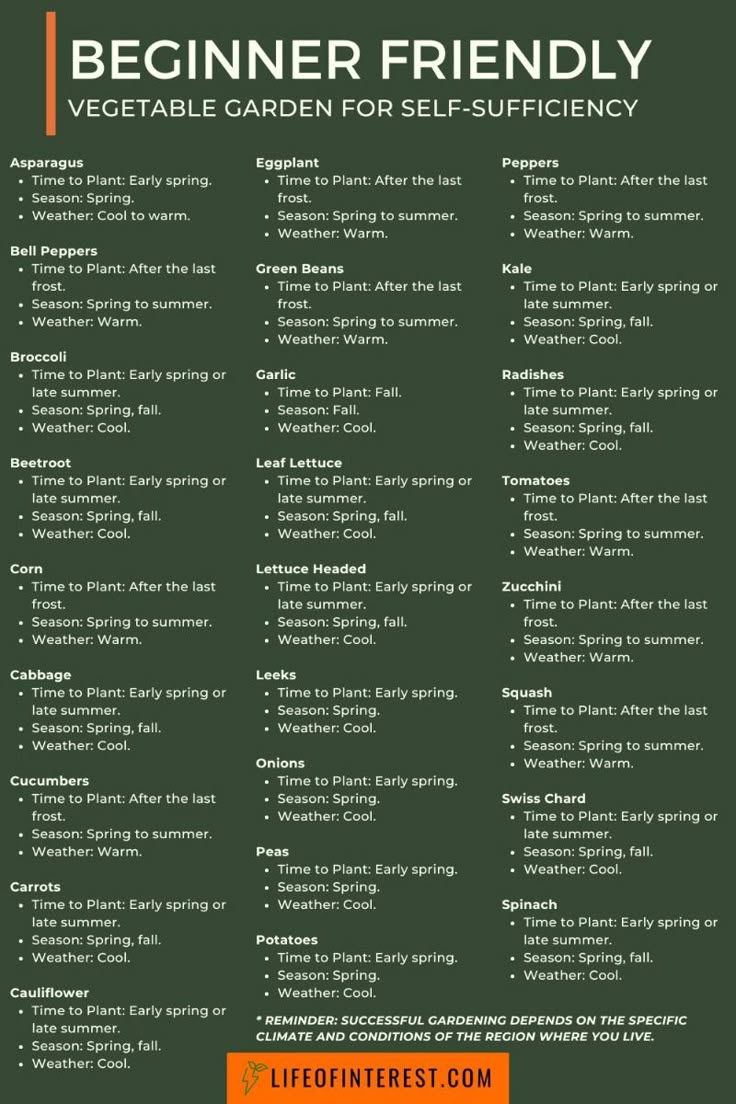 BEGINNER FRIENDLY
VEGETABLE GARDEN FOR SELF-SUFFICIENCY
Asparagus
• Time to Plant: Early spring.
• Season: Spring.
• Weather: Cool to warm.
Bell Peppers
• Time to Plant: After the last
frost.
• Season: Spring to summer.
• Weather: Warm.
Broccoli
• Time to Plant: Early spring or
late summer.
• Season: Spring, fall.
• Weather: Cool.
Beetroot
• Time to Plant: Early spring or
late summer.
• Season: Spring, fall.
• Weather: Cool.
Corn
• Time to Plant: After the last
frost.
• Season: Spring to summer.
• Weather: Warm.
Cabbage
• Time to Plant: Early spring or
late summer.
• Season: Spring, fall.
• Weather: Cool.
Cucumbers
• Time to Plant: After the last
frost.
• Season: Spring to summer.
• Weather: Warm.
Carrots
• Time to Plant: Early spring or
late summer.
• Season: Spring, fall.
• Weather: Cool.
Cauliflower
• Time to Plant: Early spring or
late summer.
• Season: Spring, fall.
• Weather: Cool.
Eggplant
• Time to Plant: After the last
frost.
• Season: Spring to summer.
• Weather: Warm.
Green Beans
• Time to Plant: After the last
frost.
• Season: Spring to summer.
• Weather: Warm.
Garlic
• Time to Plant: Fall.
• Season: Fall.
• Weather: Cool.
Leaf Lettuce
• Time to Plant: Early spring or
late summer.
• Season: Spring, fall.
• Weather: Cool.
Lettuce Headed
• Time to Plant: Early spring or
late summer.
• Season: Spring, fall.
• Weather: Cool.
Leeks
• Time to Plant: Early spring.
• Season: Spring.
• Weather: Cool.
Onions
• Time to Plant: Early spring.
• Season: Spring.
• Weather: Cool.
Peas
• Time to Plant: Early spring.
• Season: Spring.
• Weather: Cool.
Potatoes
• Time to Plant: Early spring.
• Season: Spring.
• Weather: Cool.
Peppers
• Time to Plant: After the last
frost.
• Season: Spring to summer.
• Weather: Warm.
Kale
• Time to Plant: Early spring or
late summer.
• Season: Spring, fall.
• Weather: Cool.
Radishes
• Time to Plant: Early spring or
late summer.
• Season: Spring, fall.
• Weather: Cool.
Tomatoes
• Time to Plant: After the last
frost.
• Season: Spring to summer.
• Weather: Warm.
Zucchini
• Time to Plant: After the last
frost.
• Season: Spring to summer.
• Weather: Warm.
Squash
• Time to Plant: After the last
frost.
• Season: Spring to summer.
• Weather: Warm.
Swiss Chard
• Time to Plant: Early spring or
late summer.
• Season: Spring, fall.
• Weather: Cool.
Spinach
• Time to Plant: Early spring or
late summer.
• Season: Spring, fall.
• Weather: Cool.
* REMINDER: SUCCESSFUL GARDENING DEPENDS ON THE SPECIFIC
CLIMATE AND CONDITIONS OF THE REGION WHERE YOU LIVE.
LIFEOFINTEREST.COM